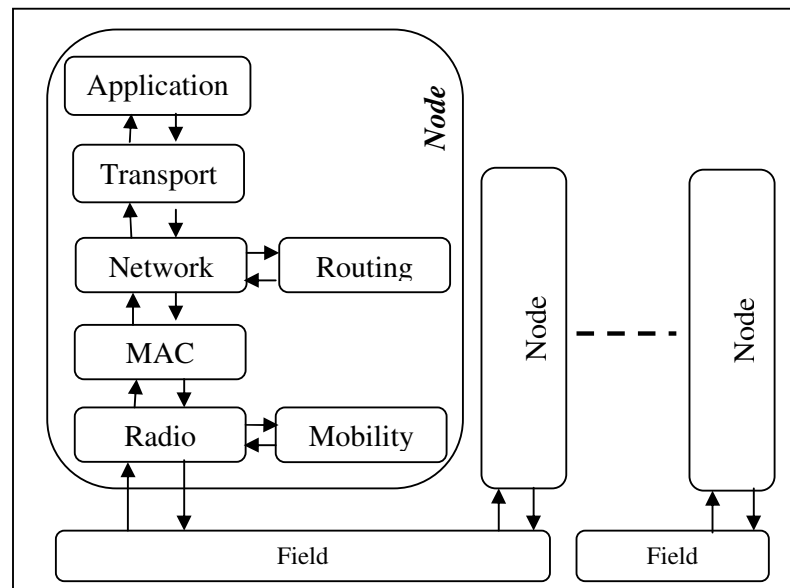 Application
Node
Transport
Network
Routing
MAC
Radio
Mobility
Node
Node
Field
Field